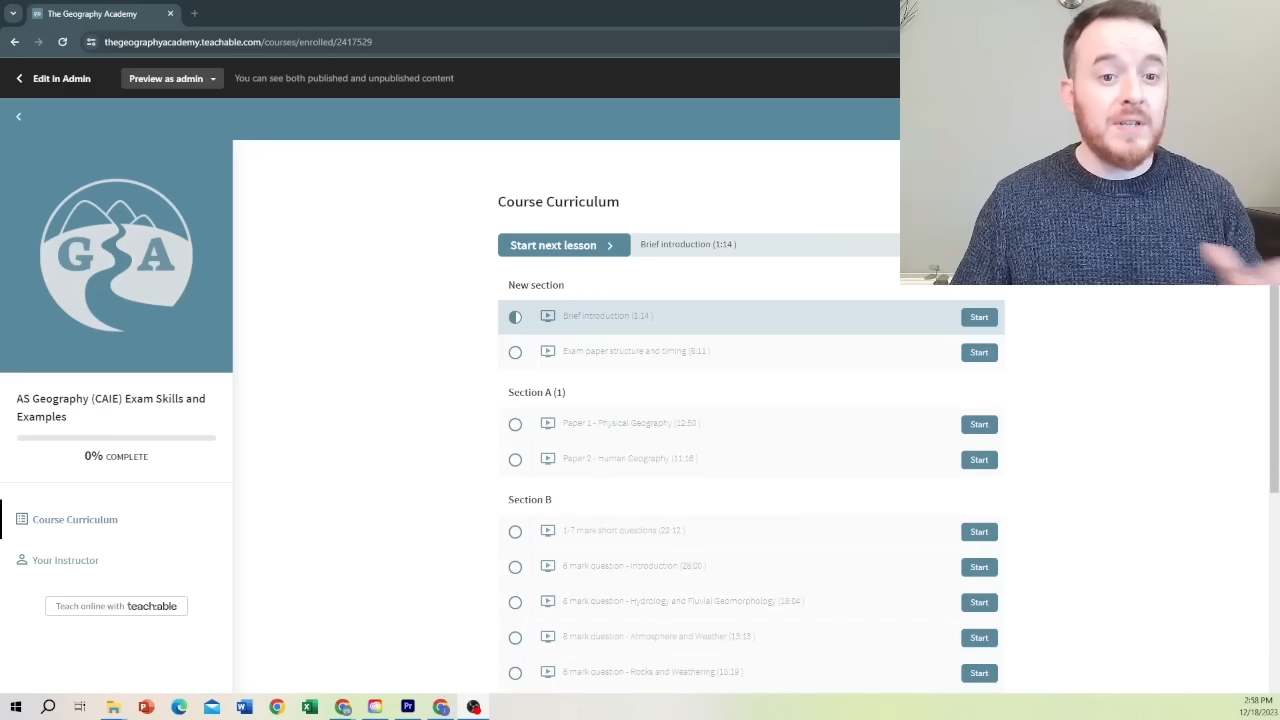 The Geography Academy
thegeographyacademy.teachable.com/courses/enrolled/2417529
Edit in Admin
Preview as admin
You can see both published and unpublished content
G A
Course Curriculum
Start next lesson
Brief introduction (1:14 )
New section
Brief introduction (1:14 )
Start
Exam paper structure and timing (8:11 )
Start
AS Geography (CAIE) Exam Skills and
Examples
0% COMPLETE
Section A (1)
Paper 1 - Physical Geography (12:50 )
Start
Paper 2 - Human Geography (11:16 )
Start
Course Curriculum
Your Instructor
Teach online with teach:able
Section B
1-7 mark short questions (22:12 )
Start
8 mark question - Introduction (28:00 )
Start
8 mark question - Hydrology and Fluvial Geomorphology (18:04 )
Start
8 mark question - Atmosphere and Weather (13:13 )
Start
8 mark question - Rocks and Weathering (13:19 )
Start
2:58 PM
12/18/2023